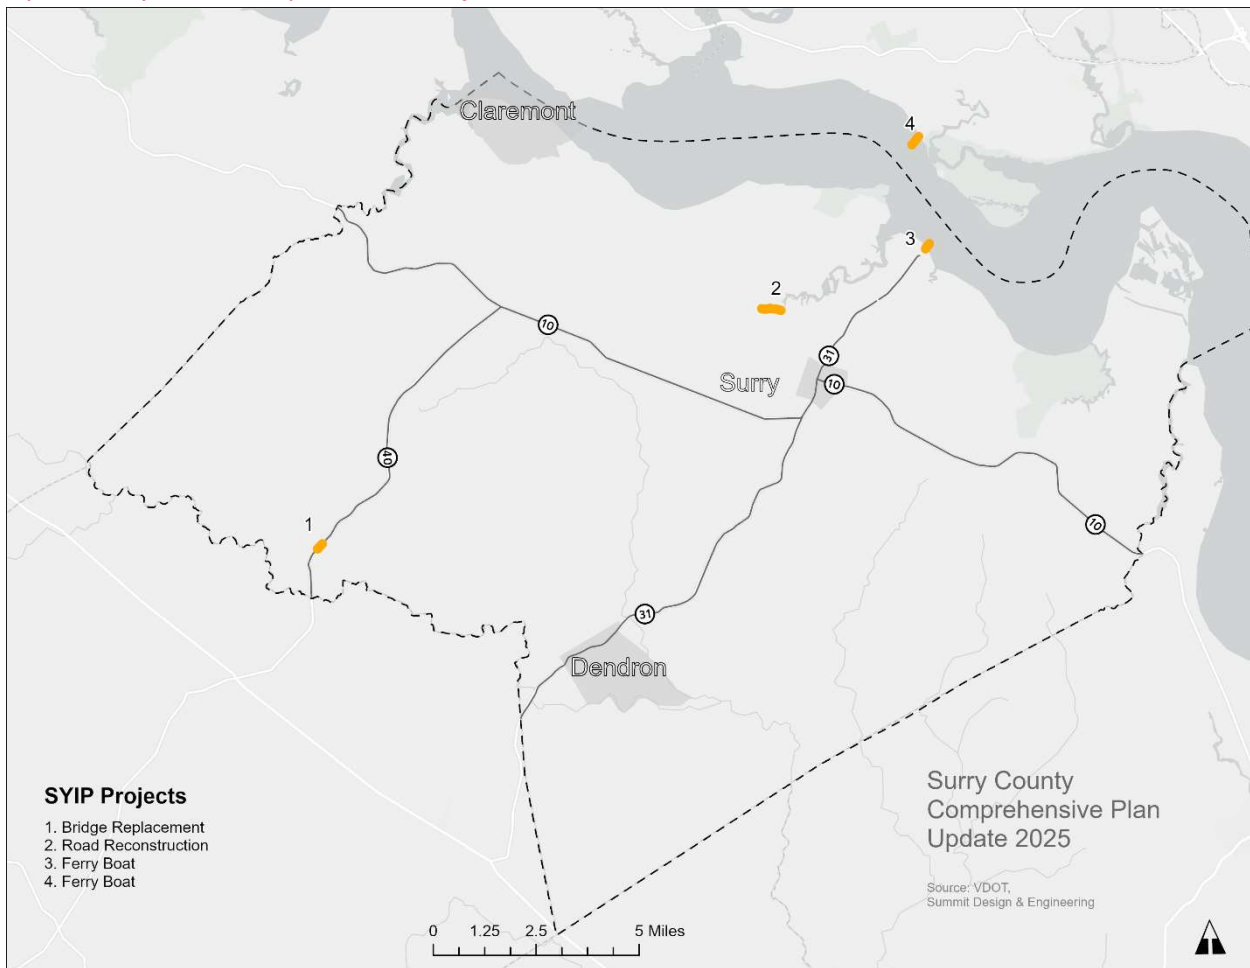 Claremont
4
3
2
10
31
Surry
10
40
10
1
31
Dendron
SYIP Projects
1. Bridge Replacement
2. Road Reconstruction
3. Ferry Boat
4. Ferry Boat
Surry County
Comprehensive Plan
Update 2025
Source: VDOT,
Summit Design & Engineering
0 1.25 2.5 5 Miles